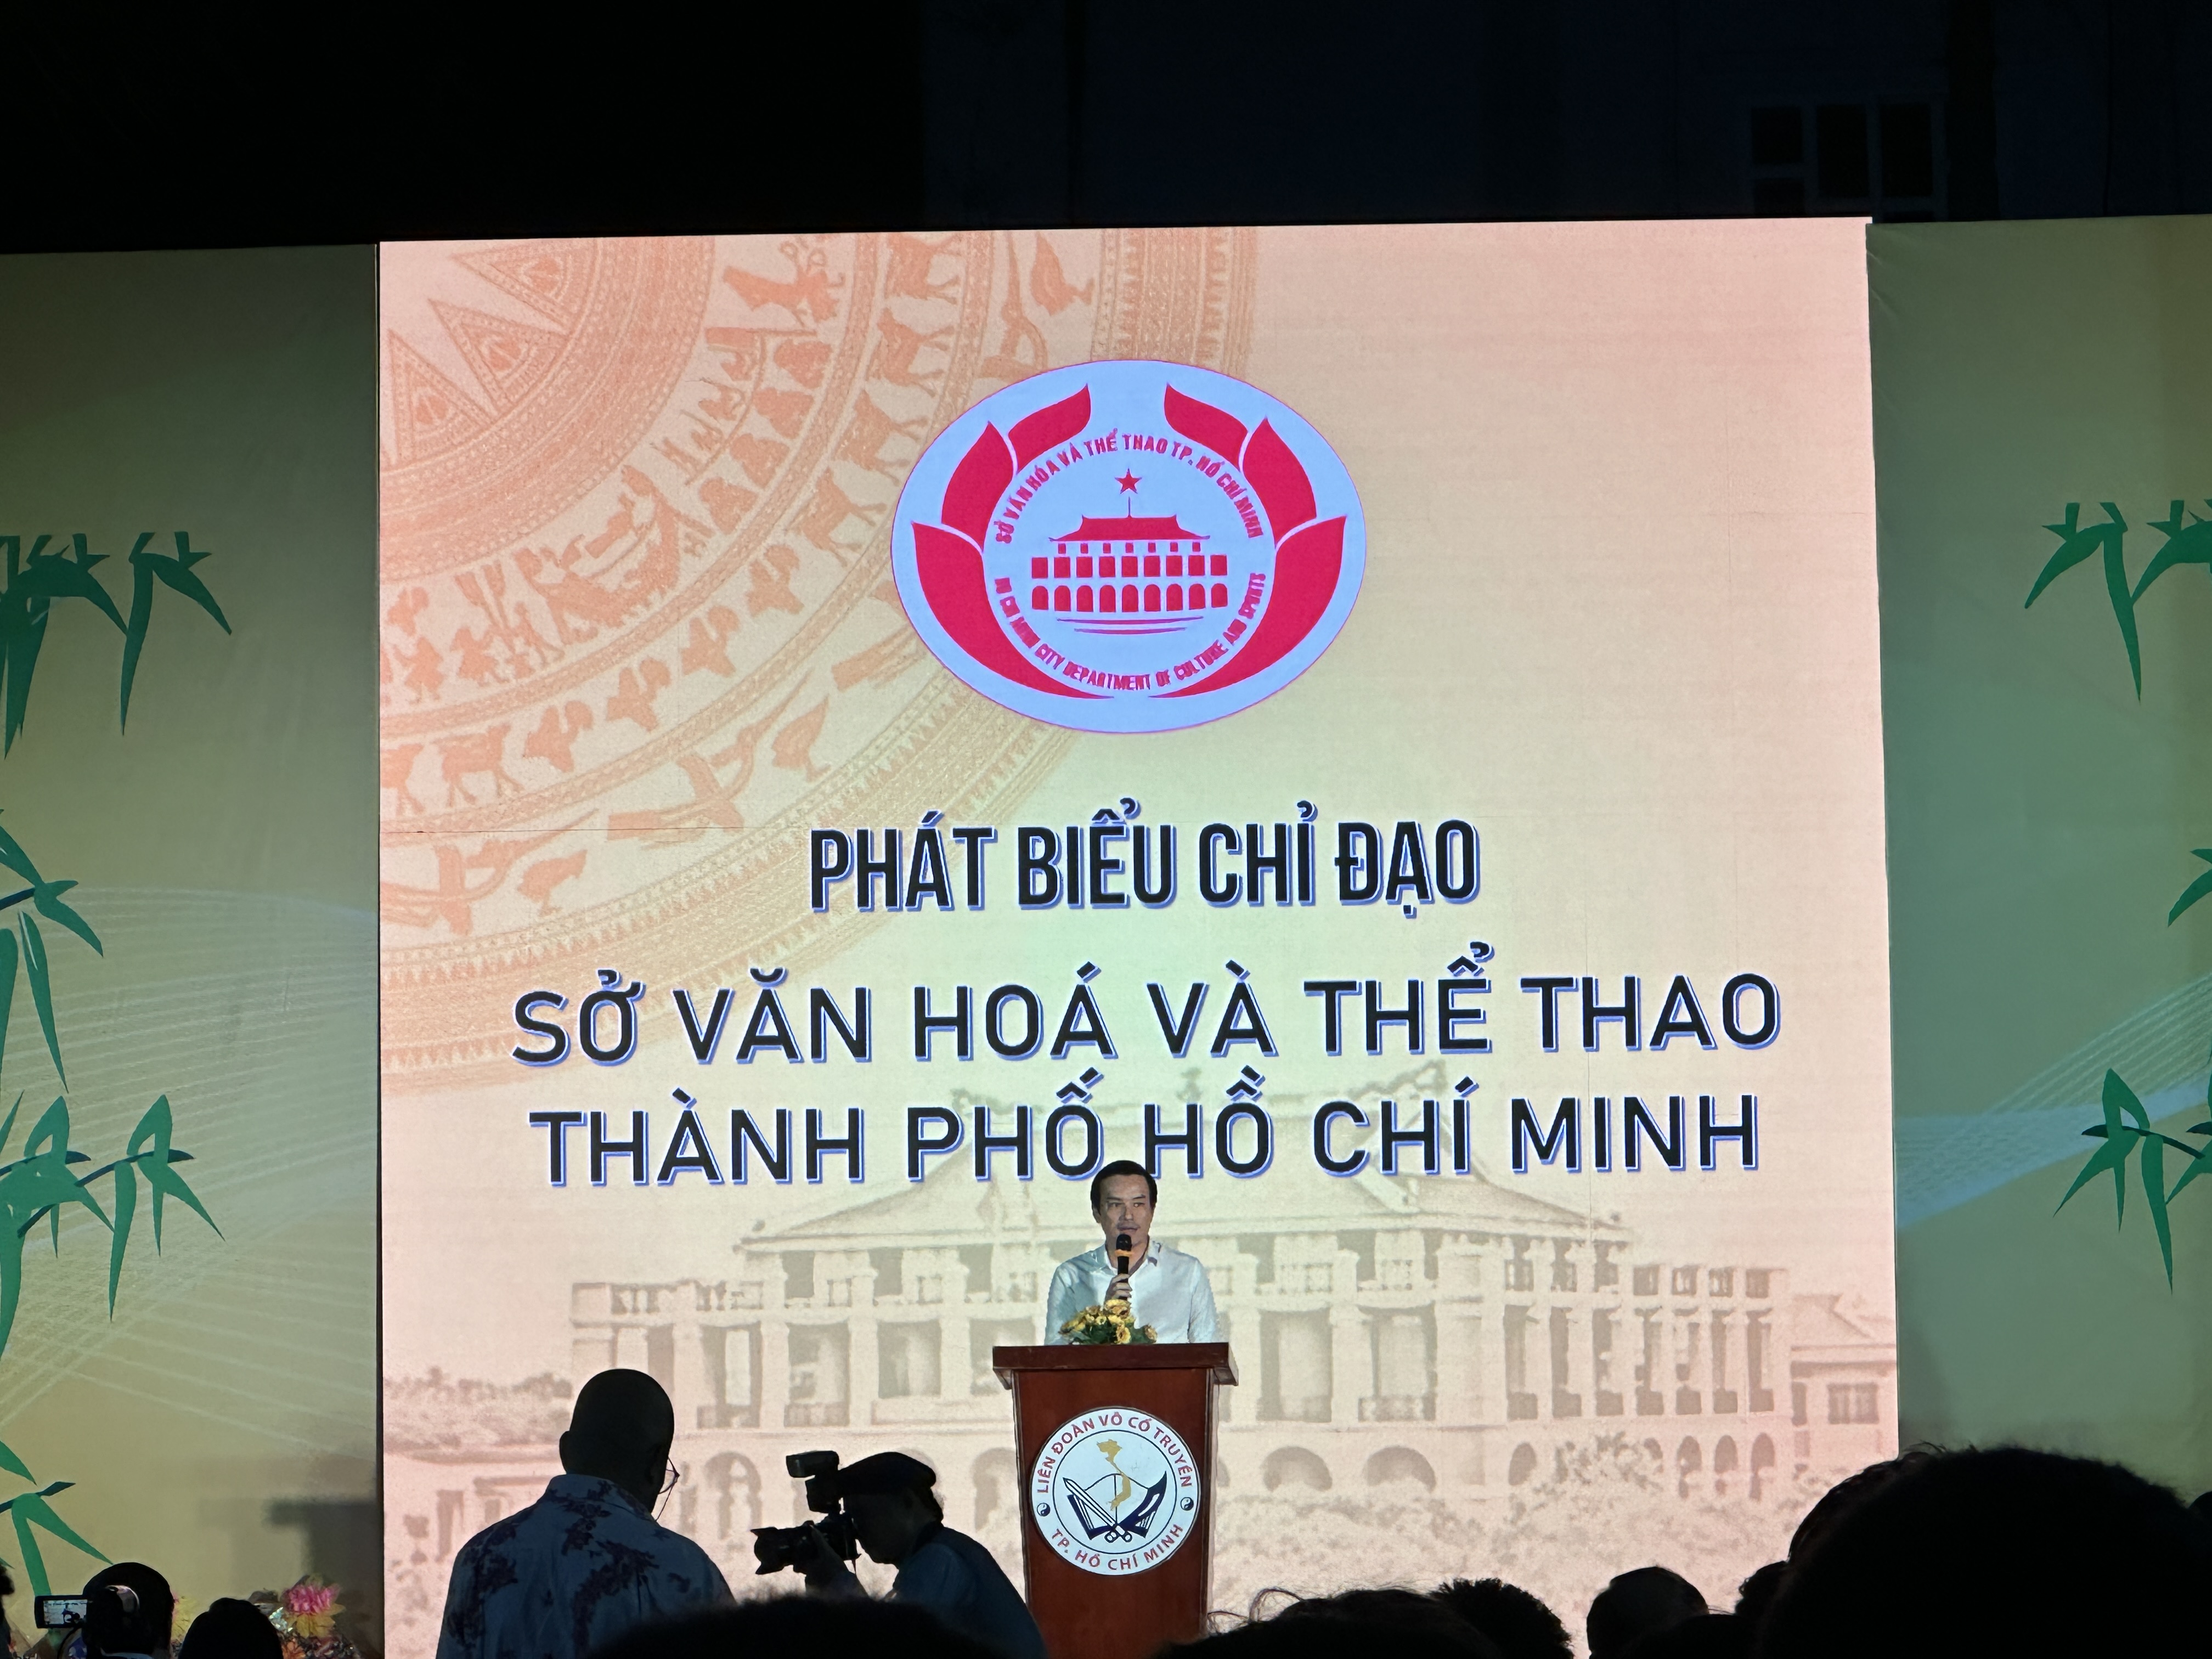 SỞ VĂN HÓA VÀ THỂ THAO TP. HỒ CHÍ MINH
HO CHI MINH CITY DEPARTMENT OF CULTURE AND SPORTS
PHÁT BIỂU CHỈ ĐẠO
SỞ VĂN HOÁ VÀ THỂ THAO
THÀNH PHỐ HỒ CHÍ MINH
LIÊN ĐOÀN VÕ CỔ TRUYỀN
TP. HỒ CHÍ MINH